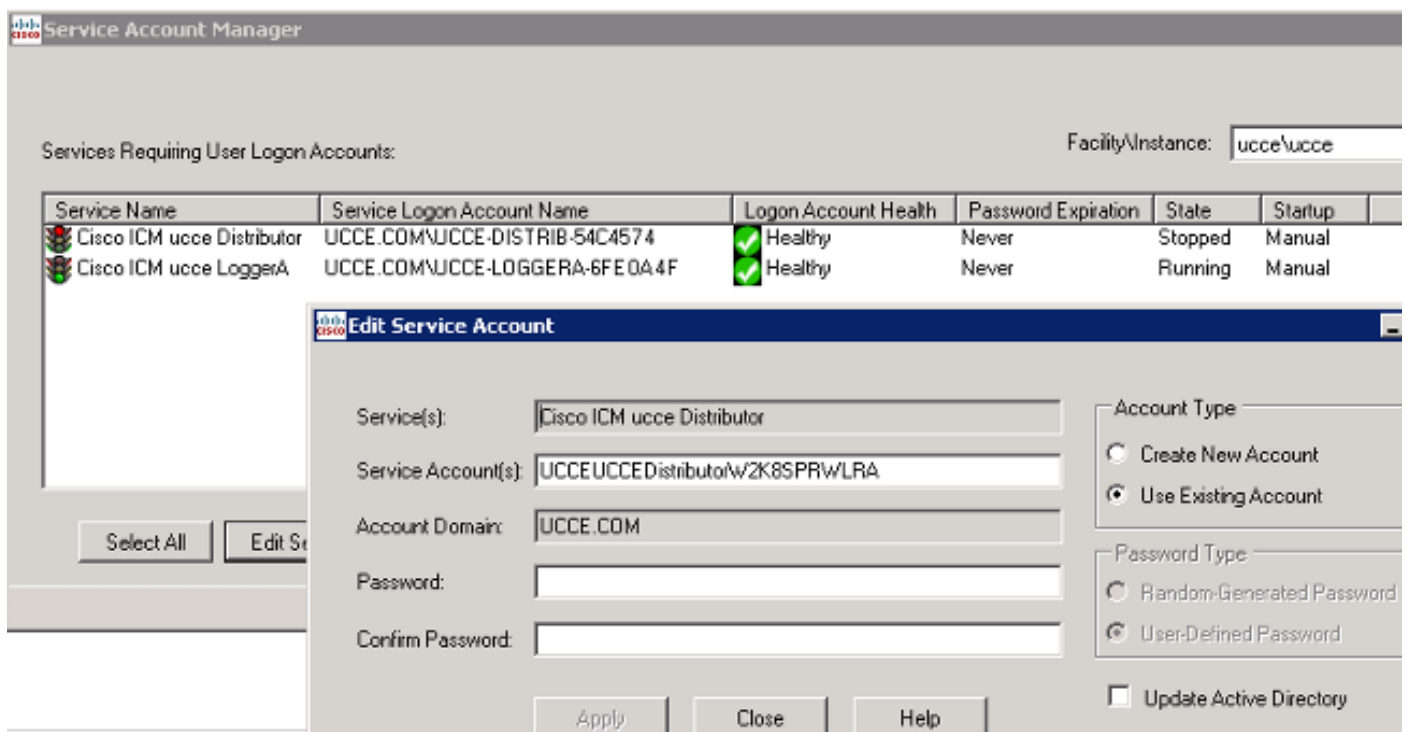 CISCO Service Account Manager
Services Requiring User Logon Accounts:
Facility\Instance: ucce\ucce
Service Name Service Logon Account Name Logon Account Health Password Expiration State Startup
Cisco ICM ucce Distributor UCCE.COM\UCCE-DISTRIB-54C4574 Healthy Never Stopped Manual
Cisco ICM ucce LoggerA UCCE.COM\UCCE-LOGGERA-6FE0A4F Healthy Never Running Manual
Select All Edit Se
CISCO Edit Service Account
Service(s): Cisco ICM ucce Distributor
Service Account(s): UCCEUCCEDistributorW2K8SPRWLRA
Account Domain: UCCE.COM
Password:
Confirm Password:
Account Type
Create New Account
Use Existing Account
Password Type
Random-Generated Password
User-Defined Password
Update Active Directory
Apply Close Help